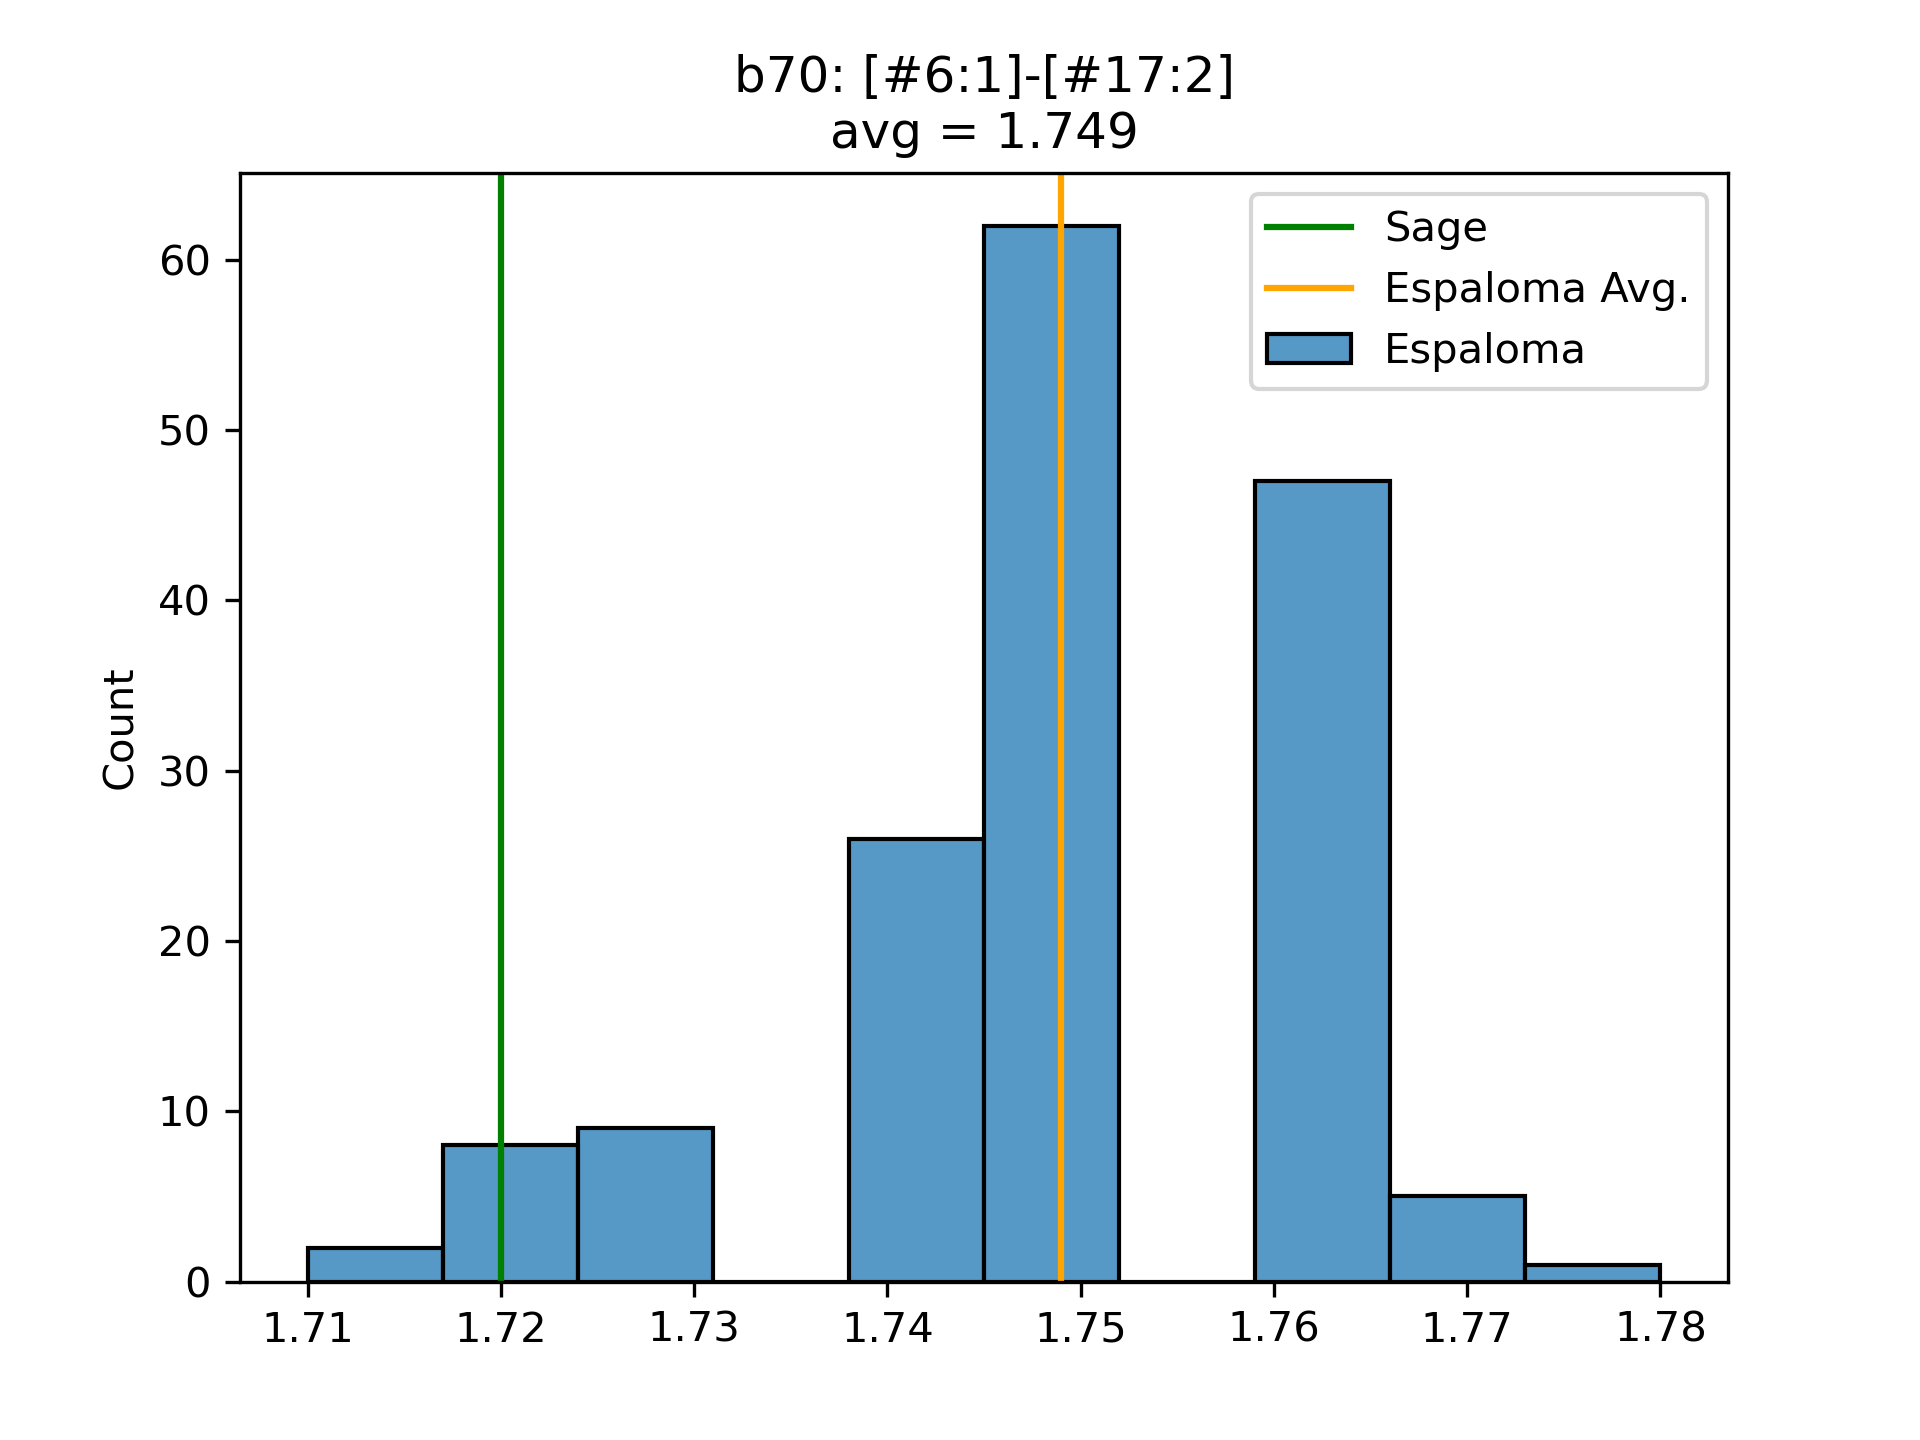 b70: [#6:1]-[#17:2]
avg = 1.749
Sage
Espaloma Avg.
Espaloma
Count
60
50
40
30
20
10
0
1.71 1.72 1.73 1.74 1.75 1.76 1.77 1.78